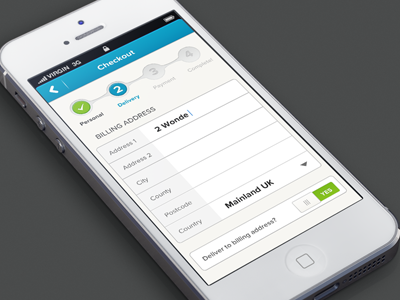 VIRGIN 3G
Checkout
2
3
4
Personal
Delivery
Payment
Completed
BILLING ADDRESS
Address 1
2 Wonde
Address 2
City
County
Postcode
Country
Mainland UK
Deliver to billing address?
YES